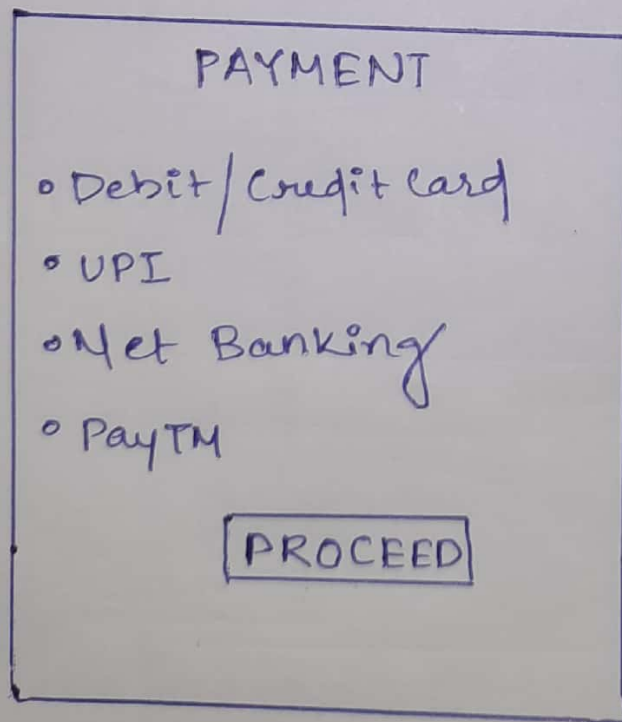 PAYMENT
• Debit/Credit Card
• UPI
• Net Banking
• PayTM
PROCEED